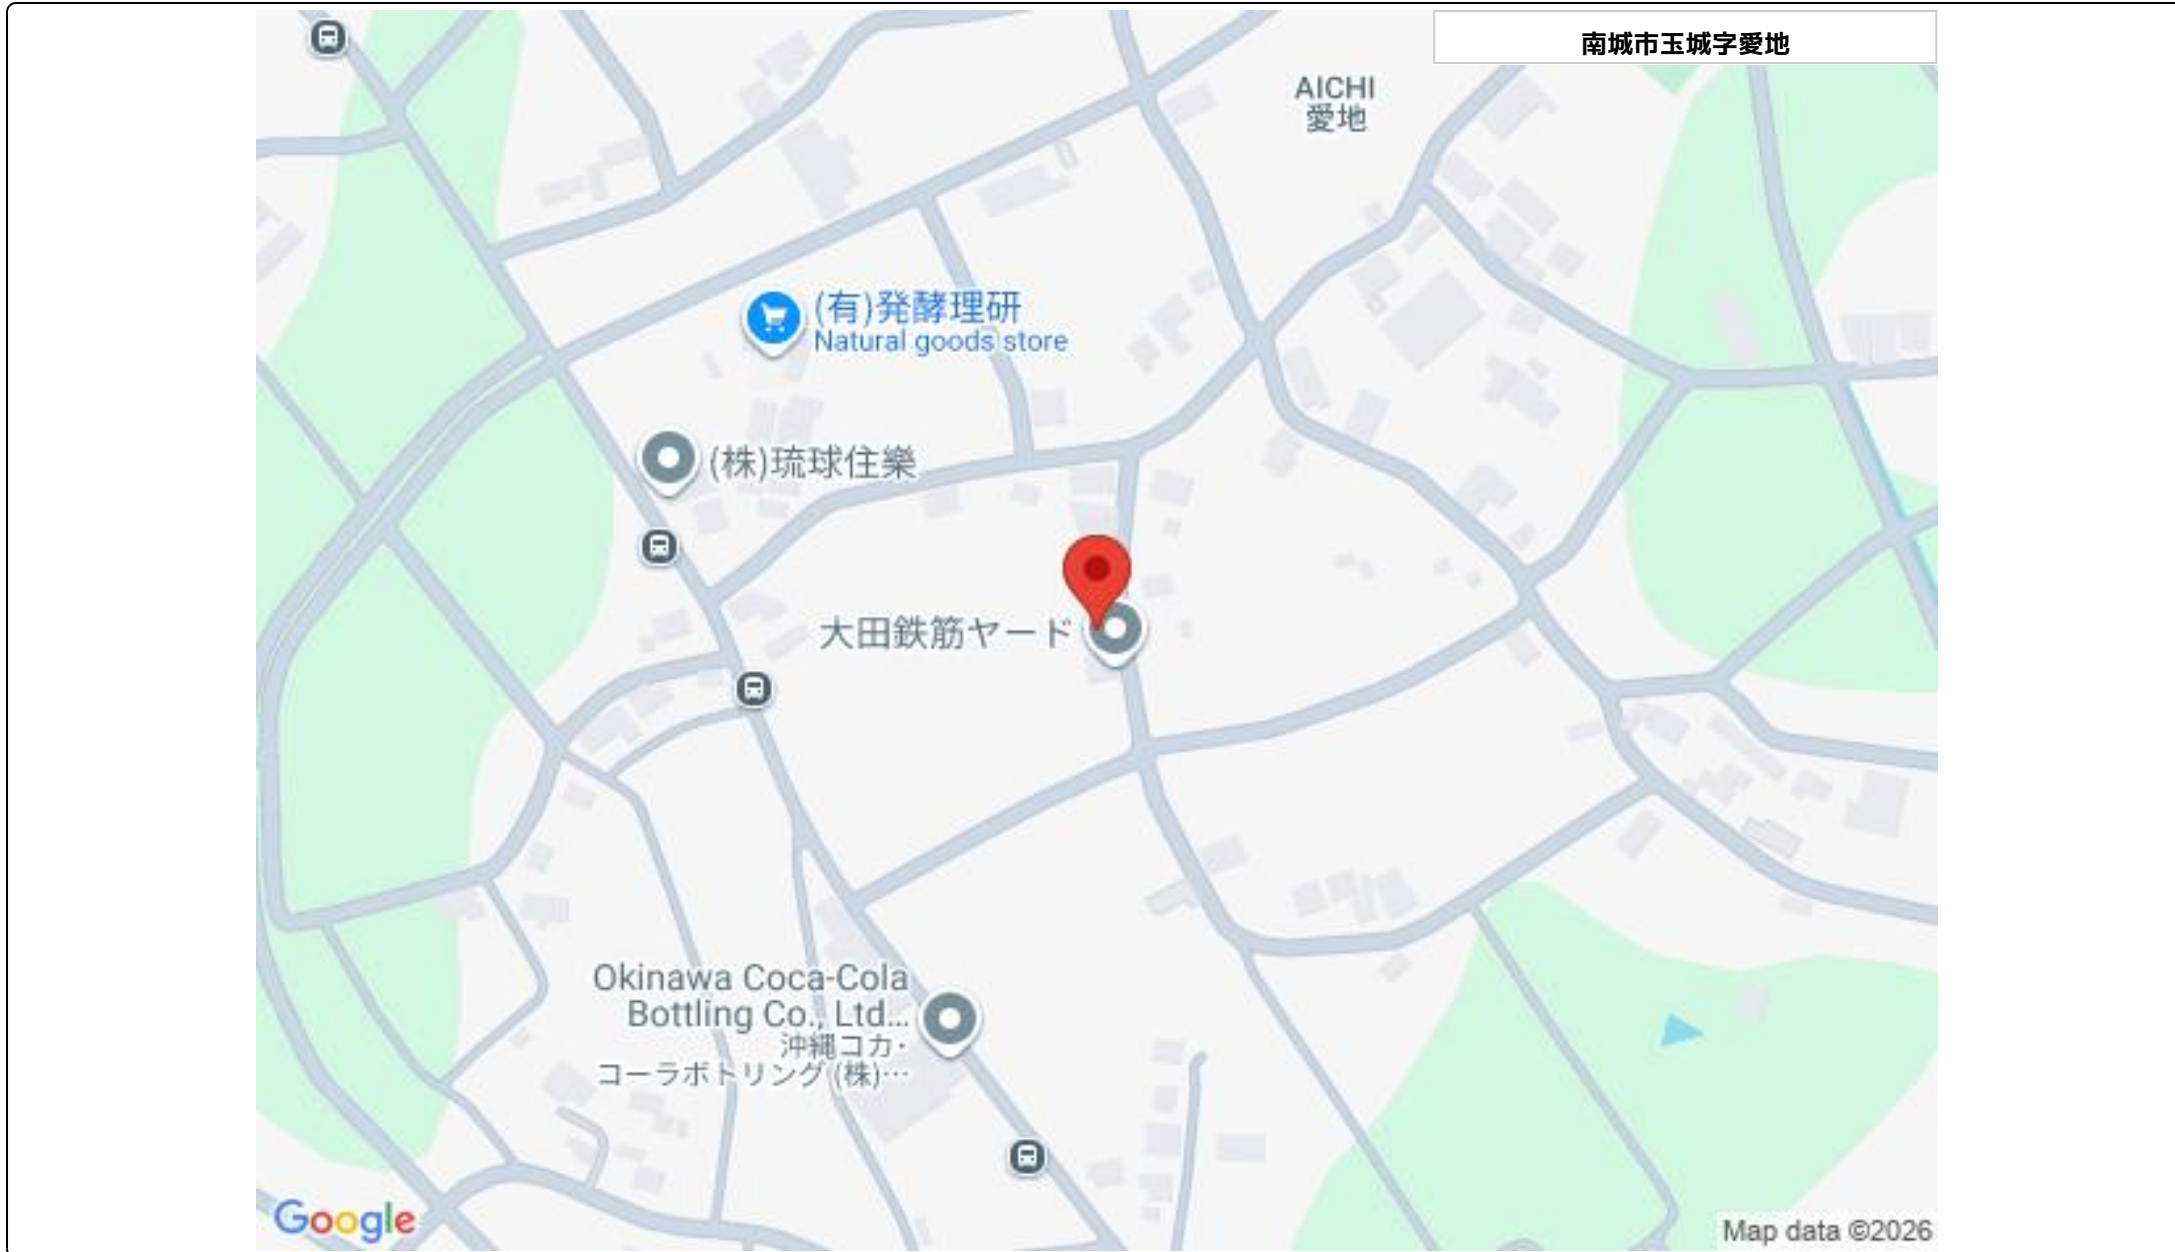 南城市玉城字愛地
AICHI
愛地
(有)発酵理研
Natural goods store
(株)琉球住樂
大田鉄筋ヤード
Okinawa Coca-Cola
Bottling Co., Ltd...
沖縄コカ・
コーラボトリング(株)…
Google
Map data ©2026